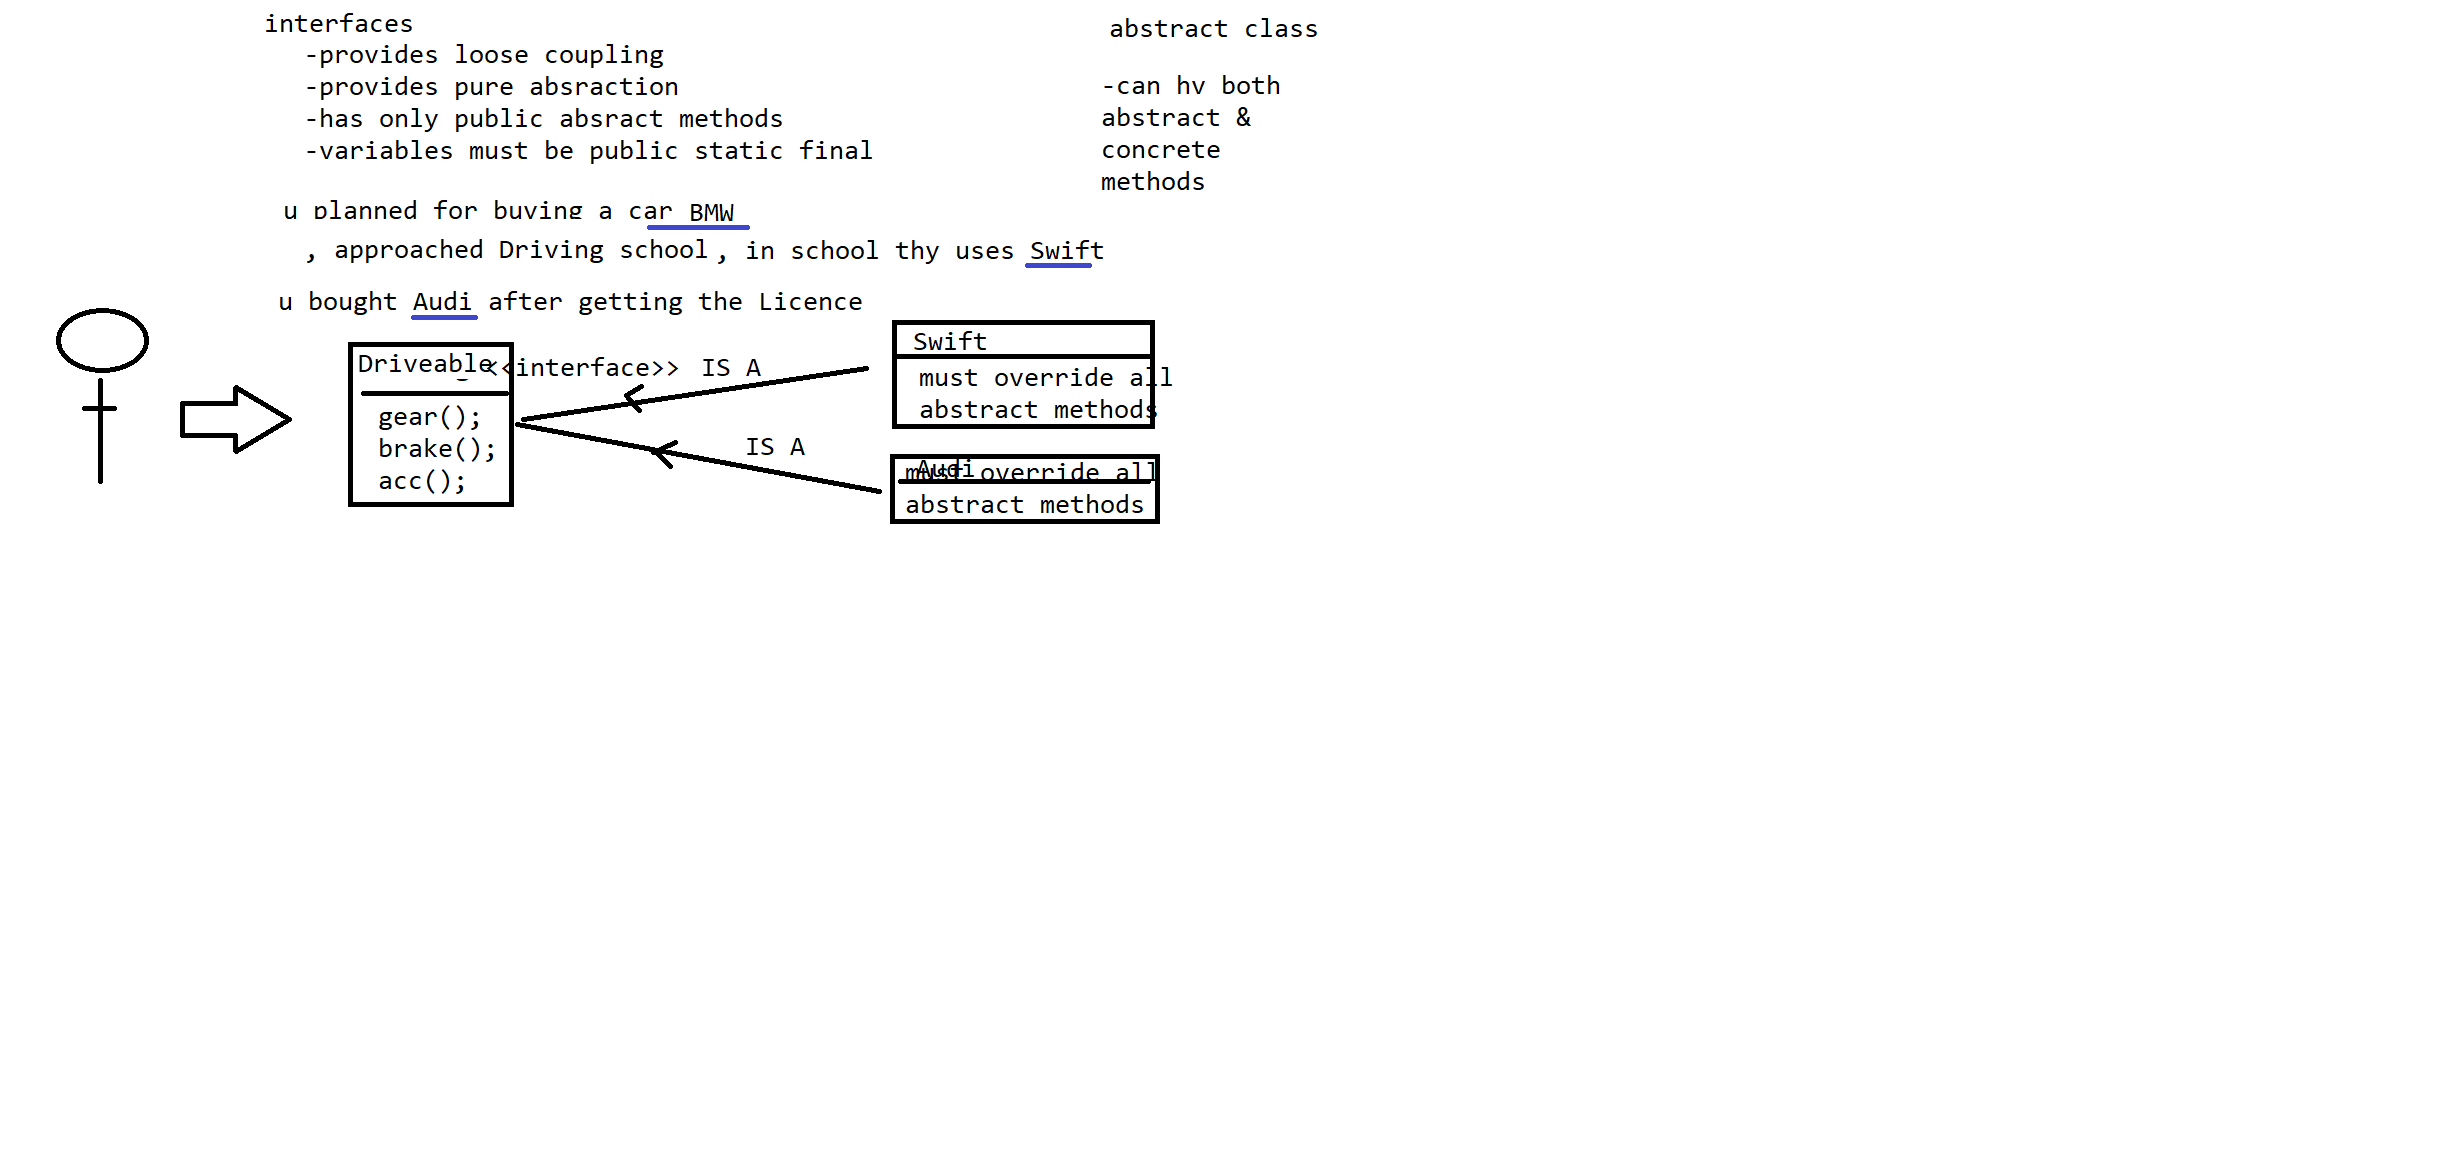 interfaces
-provides loose coupling
-provides pure absraction
-has only public absract methods
-variables must be public static final
abstract class
-can hv both
abstract &
concrete
methods
u planned for buying a car BMW
, approached Driving school, in school thy uses Swift
u bought Audi after getting the Licence
Driveable <<interface>> IS A
gear();
brake();
acc();
IS A
Swift
must override all
abstract methods
Audi
must override all
abstract methods